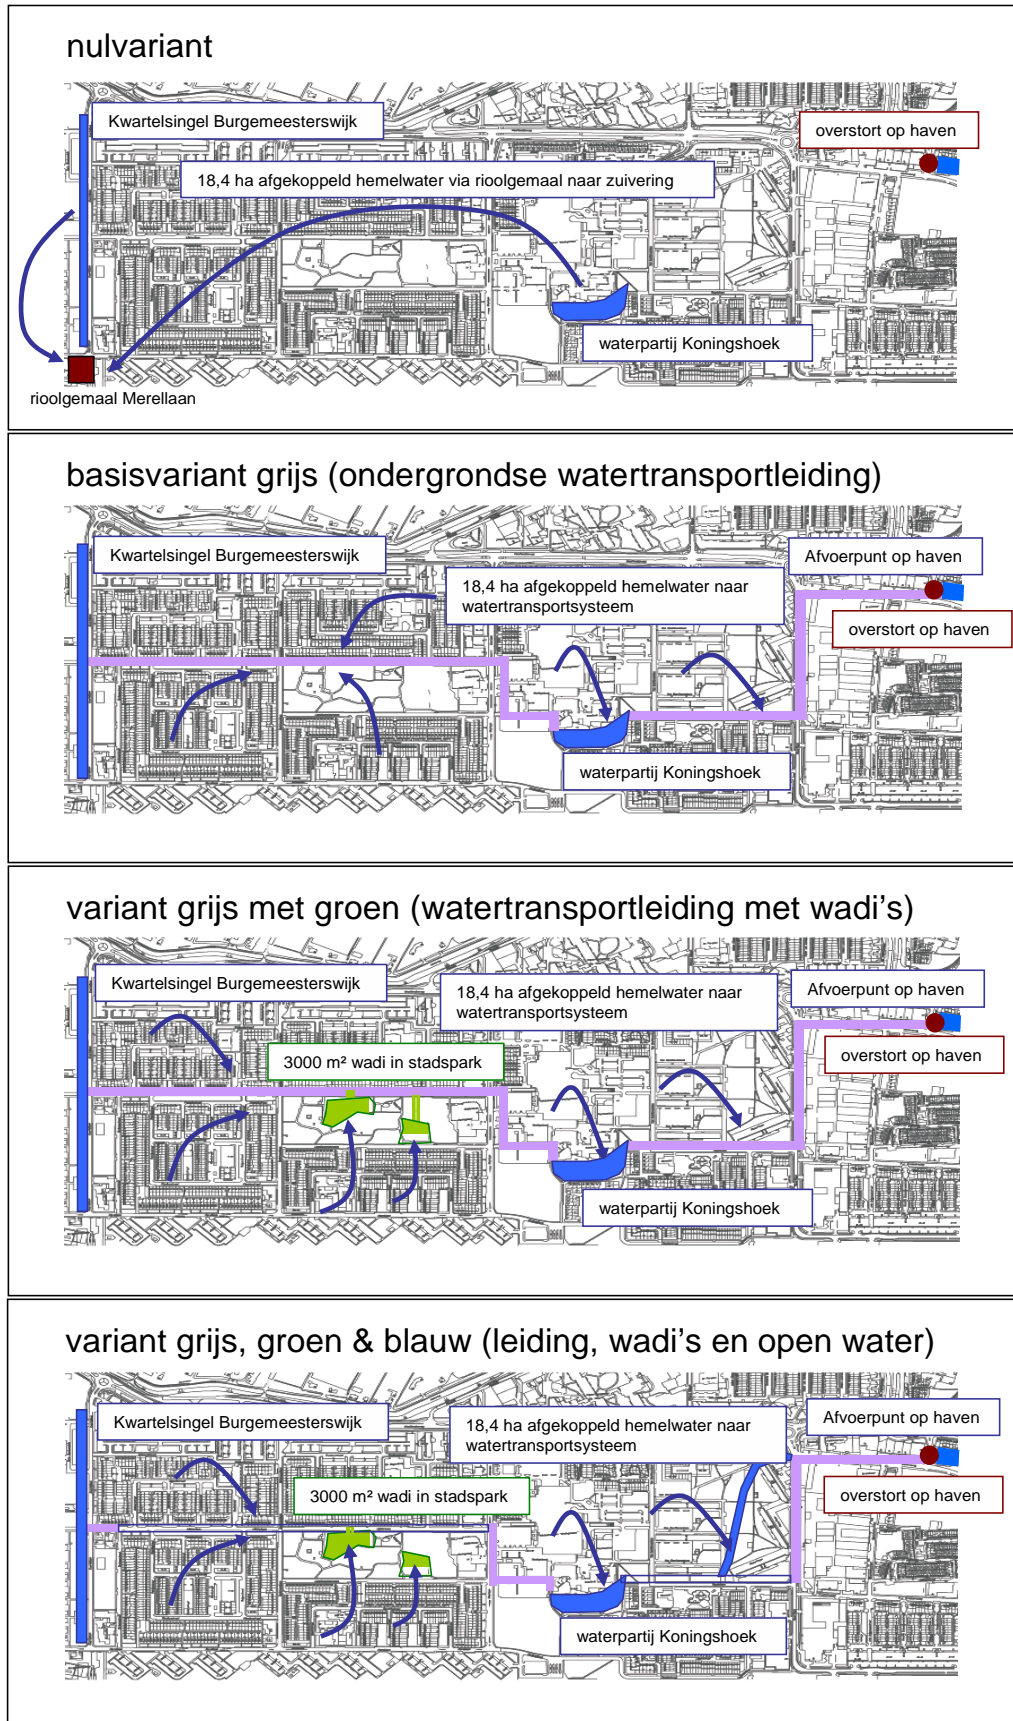 nulvariant
Kwartelsingel Burgemeesterswijk
overstort op haven
18,4 ha afgekoppeld hemelwater via rioolgemaal naar zuivering
waterpartij Koningshoek
rioolgemaal Merellaan
basisvariant grijs (ondergrondse watertransportleiding)
Kwartelsingel Burgemeesterswijk
Afvoerpunt op haven
18,4 ha afgekoppeld hemelwater naar
watertransportsysteem
overstort op haven
waterpartij Koningshoek
variant grijs met groen (watertransportleiding met wadi's)
Kwartelsingel Burgemeesterswijk
18,4 ha afgekoppeld hemelwater naar
watertransportsysteem
Afvoerpunt op haven
overstort op haven
3000 m² wadi in stadspark
waterpartij Koningshoek
variant grijs, groen & blauw (leiding, wadi's en open water)
Kwartelsingel Burgemeesterswijk
18,4 ha afgekoppeld hemelwater naar
watertransportsysteem
Afvoerpunt op haven
3000 m² wadi in stadspark
overstort op haven
waterpartij Koningshoek